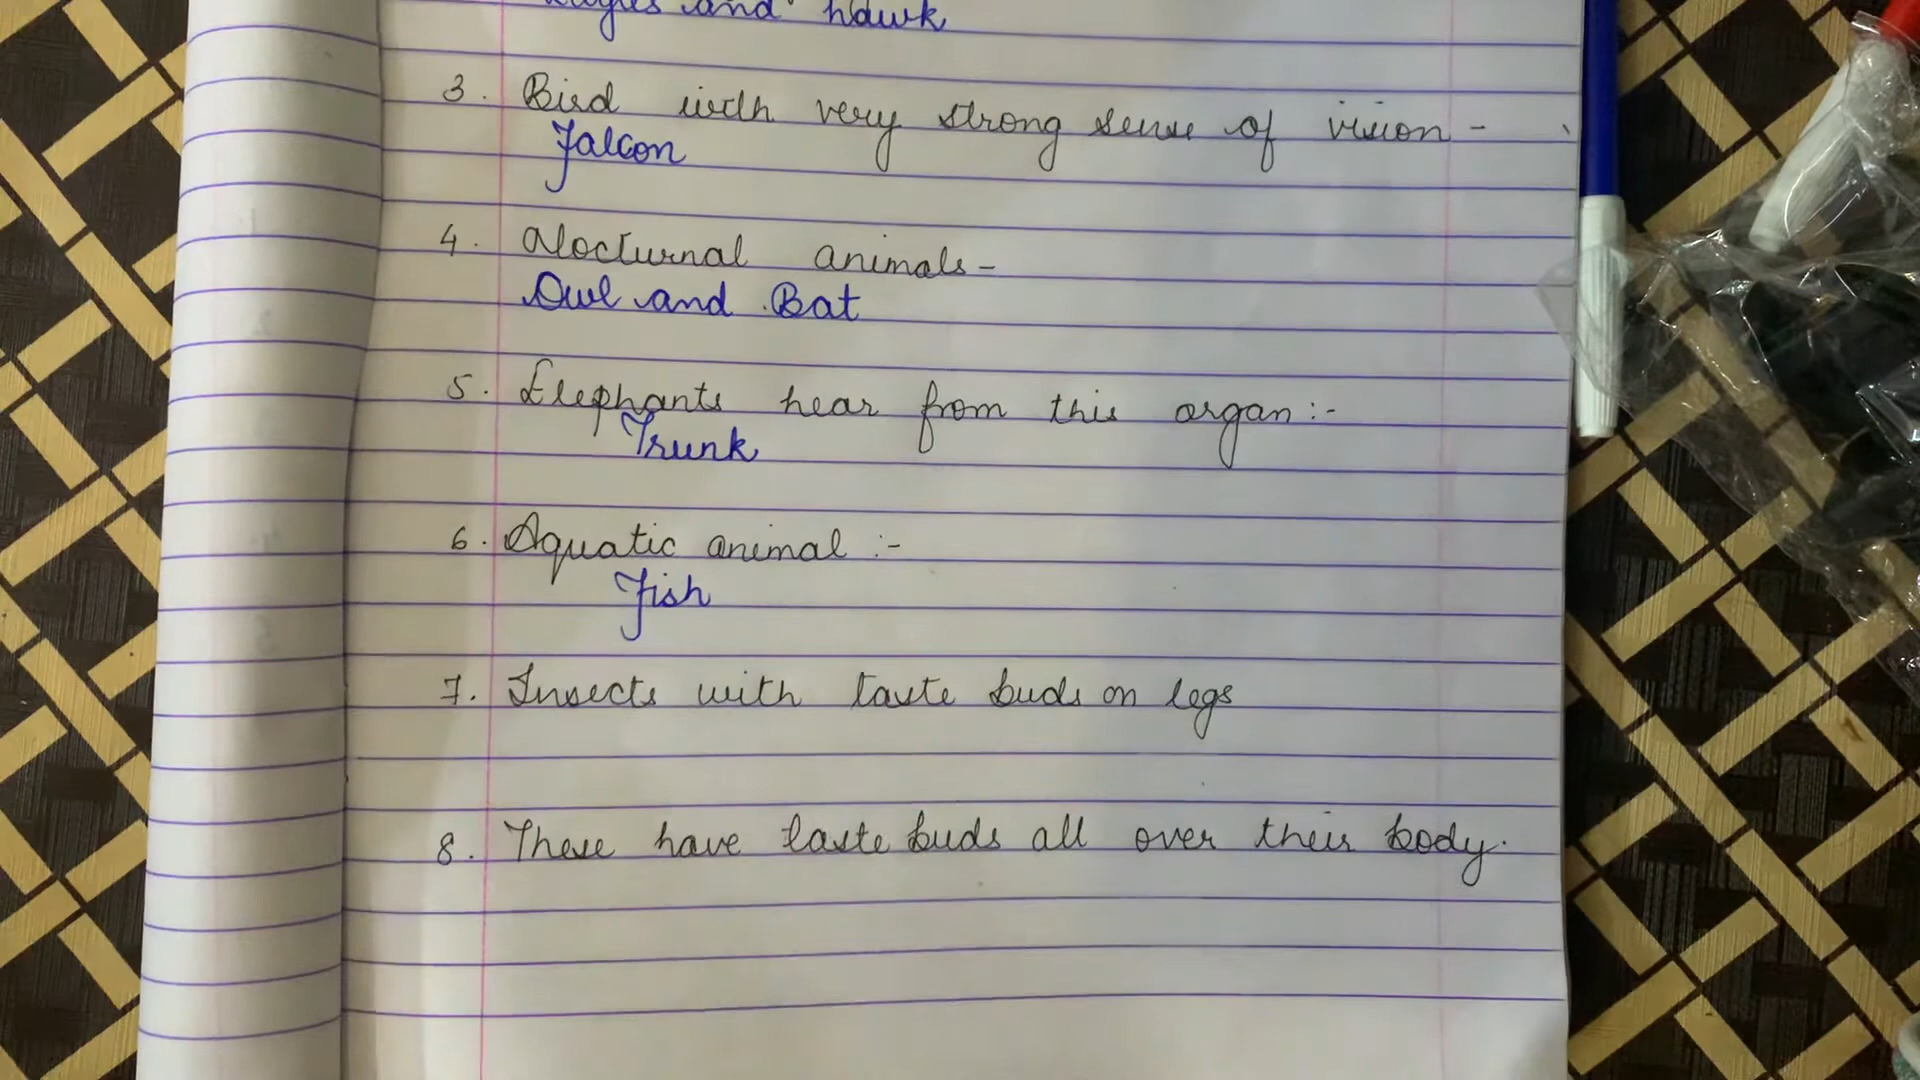 Eagles and hawk
3. Bird with very strong sense of vision -
Falcon
4. Nocturnal animals -
Owl and Bat
5. Elephants hear from this organ :-
Trunk
6. Aquatic animal :-
Fish
7. Insects with taste buds on legs
8. These have taste buds all over their body.